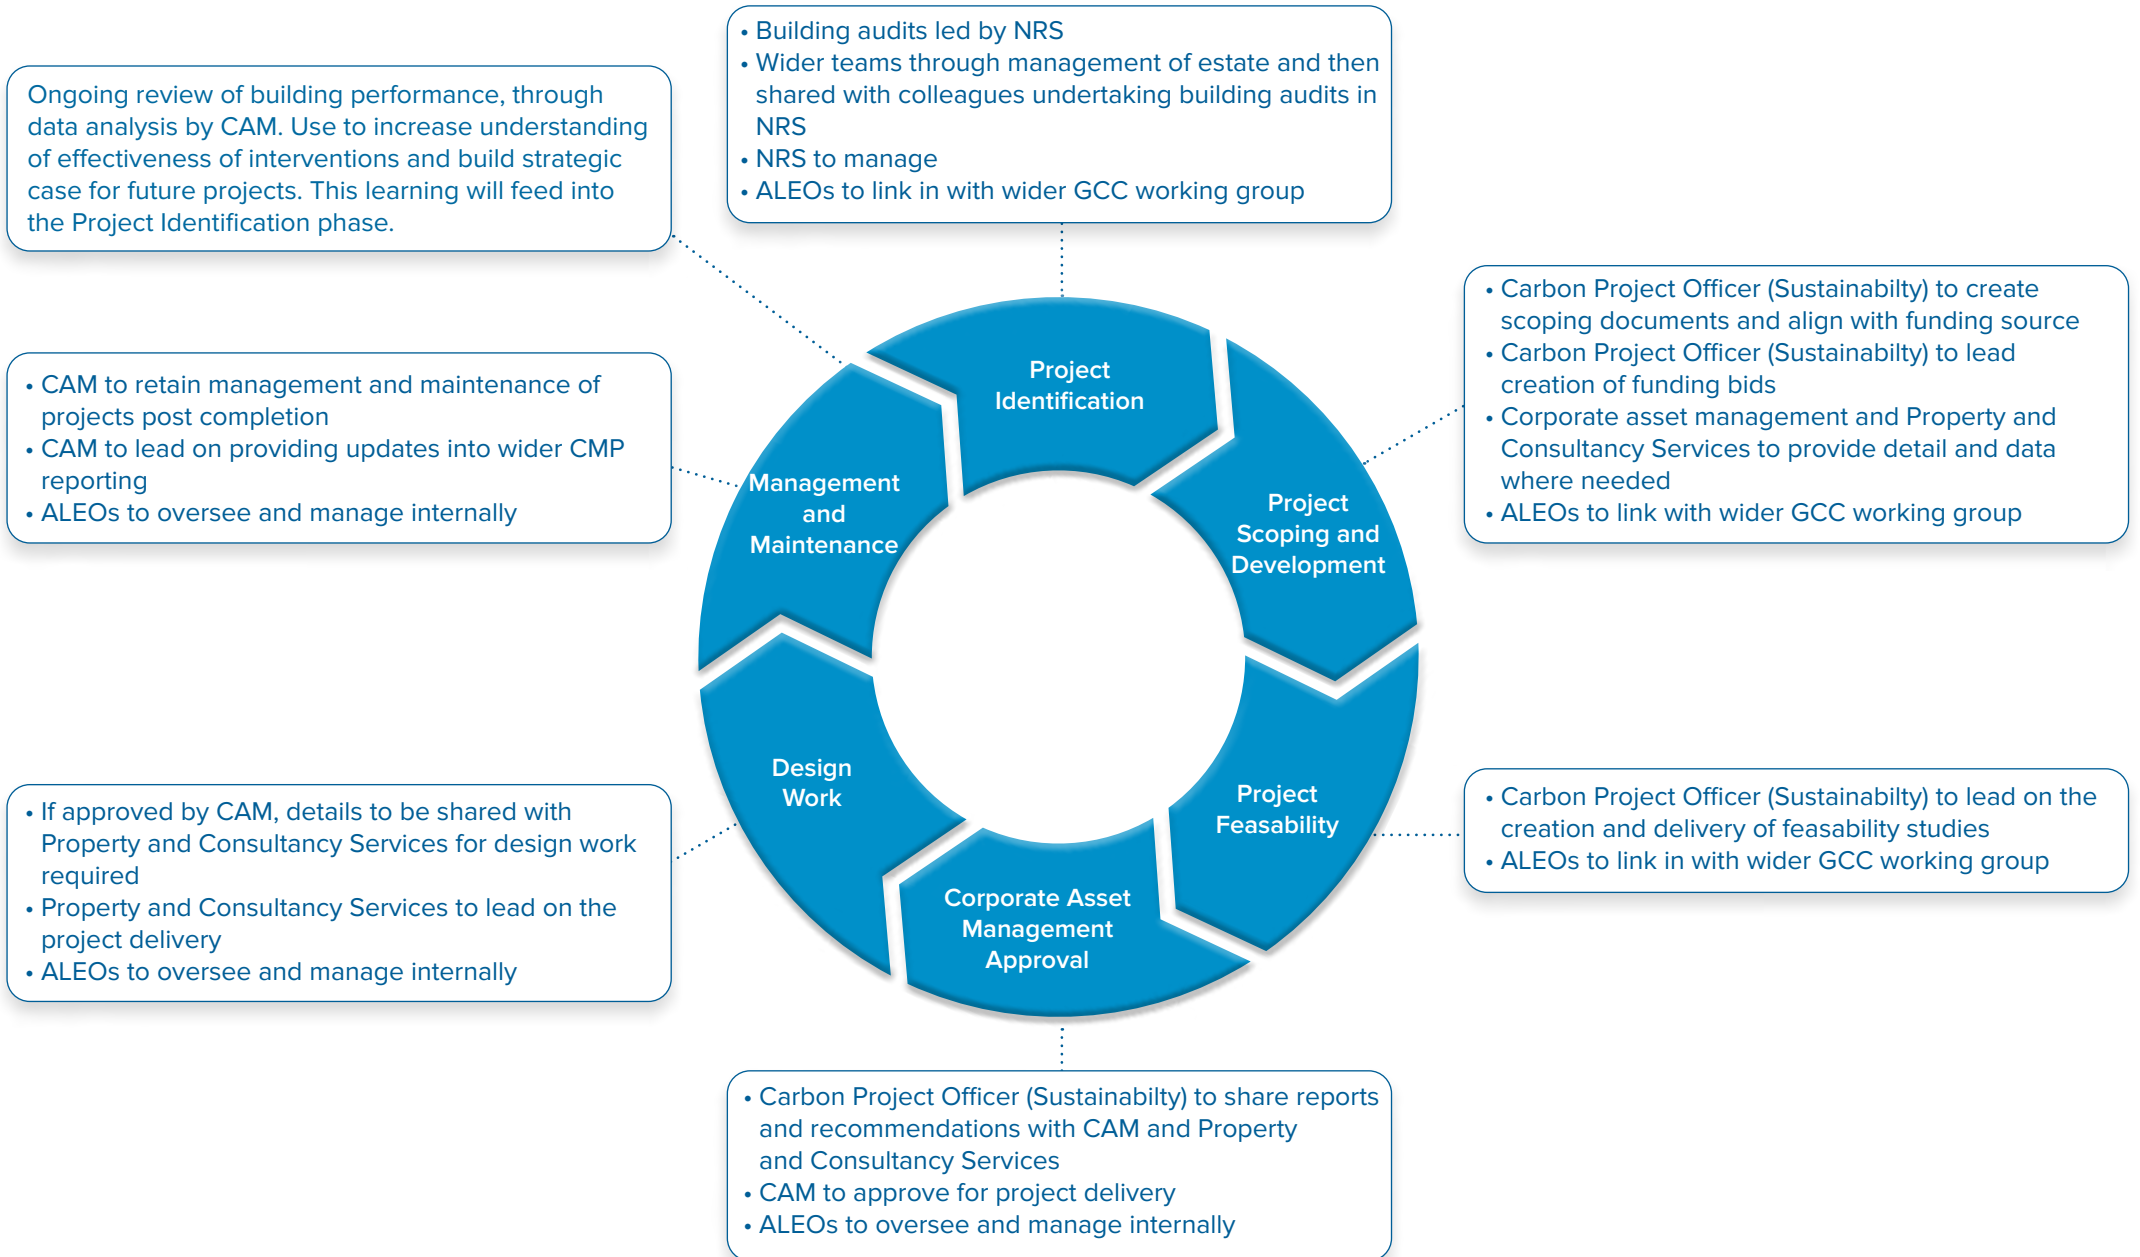 • Building audits led by NRS
• Wider teams through management of estate and then
shared with colleagues undertaking building audits in
NRS
• NRS to manage
• ALEOs to link in with wider GCC working group
Ongoing review of building performance, through
data analysis by CAM. Use to increase understanding
of effectiveness of interventions and build strategic
case for future projects. This learning will feed into
the Project Identification phase.
• Carbon Project Officer (Sustainabilty) to create
scoping documents and align with funding source
• Carbon Project Officer (Sustainabilty) to lead
creation of funding bids
• Corporate asset management and Property and
Consultancy Services to provide detail and data
where needed
• ALEOs to link with wider GCC working group
• CAM to retain management and maintenance of
projects post completion
• CAM to lead on providing updates into wider CMP
reporting
• ALEOs to oversee and manage internally
Project
Identification
Project
Scoping and
Development
Management
and
Maintenance
Design
Work
Project
Feasability
Corporate Asset
Management
Approval
• If approved by CAM, details to be shared with
Property and Consultancy Services for design work
required
• Property and Consultancy Services to lead on the
project delivery
• ALEOs to oversee and manage internally
• Carbon Project Officer (Sustainabilty) to lead on the
creation and delivery of feasability studies
• ALEOs to link in with wider GCC working group
• Carbon Project Officer (Sustainabilty) to share reports
and recommendations with CAM and Property
and Consultancy Services
• CAM to approve for project delivery
• ALEOs to oversee and manage internally